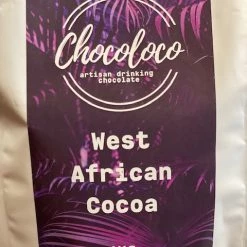 Chocoloco
artisan drinking
chocolate
West
African
Cocoa